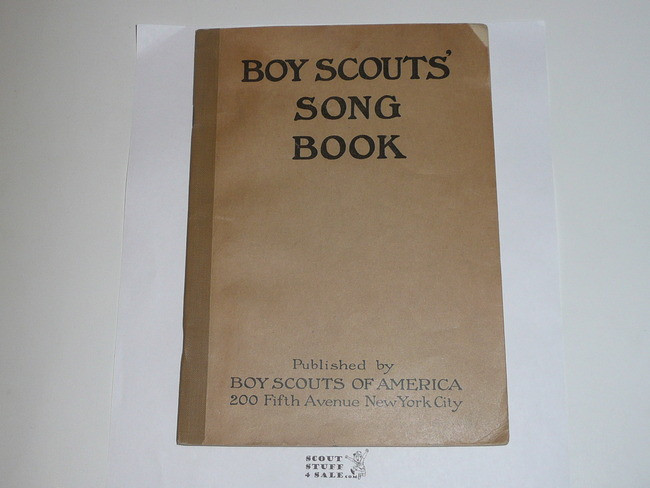 BOY SCOUTS'
SONG
BOOK
Published by
BOY SCOUTS OF AMERICA
200 Fifth Avenue New York City
SCOUT
STUFF
4 SALE.com